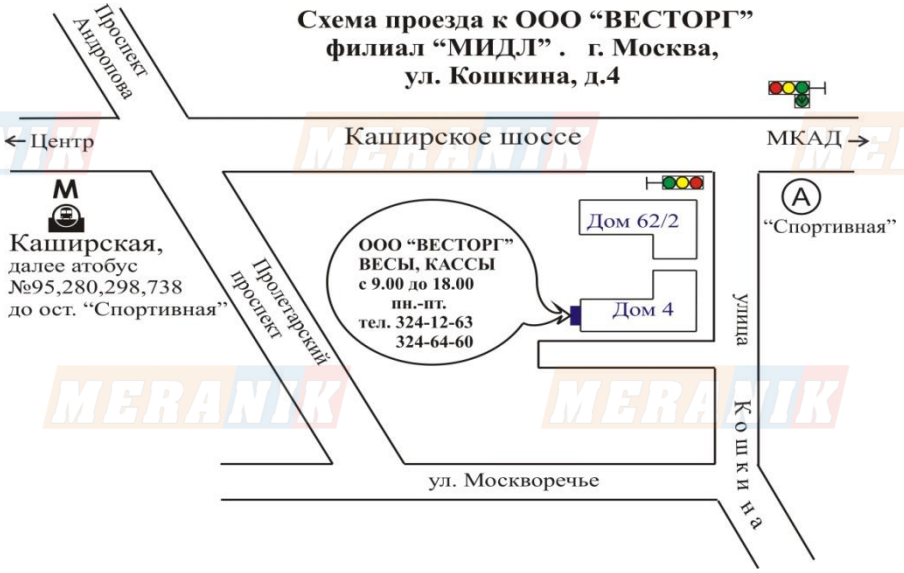 Схема проезда к ООО “ВЕСТОРГ”
филиал “МИДЛ” . г. Москва,
ул. Кошкина, д.4
Проспект
Андропова
← Центр
Каширское шоссе
МКАД →
М
Каширская,
далее атобус
№95,280,298,738
до ост. “Спортивная”
А
“Спортивная”
Дом 62/2
ООО “ВЕСТОРГ”
ВЕСЫ, КАССЫ
с 9.00 до 18.00
пн.-пт.
тел. 324-12-63
324-64-60
Дом 4
Пролетарский
проспект
улица Кошкина
ул. Москворечье
MERANIK
MERANIK
MERANIK
MERANIK